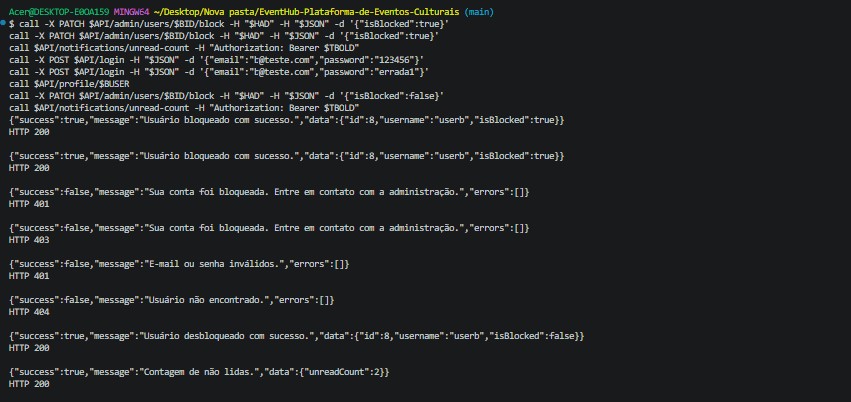 Acer@DESKTOP-E0OA159 MINGW64 ~/Desktop/Nova pasta/EventHub-Plataforma-de-Eventos-Culturais (main)
$ call -X PATCH $API/admin/users/$BID/block -H "$HAD" -H "$JSON" -d '{"isBlocked":true}'
call -X PATCH $API/admin/users/$BID/block -H "$HAD" -H "$JSON" -d '{"isBlocked":true}'
call $API/notifications/unread-count -H "Authorization: Bearer $TBOLD"
call -X POST $API/login -H "$JSON" -d '{"email":"b@teste.com","password":"123456"}'
call -X POST $API/login -H "$JSON" -d '{"email":"b@teste.com","password":"errada1"}'
call $API/profile/$BUSER
call -X PATCH $API/admin/users/$BID/block -H "$HAD" -H "$JSON" -d '{"isBlocked":false}'
call $API/notifications/unread-count -H "Authorization: Bearer $TBOLD"
{"success":true,"message":"Usuário bloqueado com sucesso.","data":{"id":8,"username":"userb","isBlocked":true}}
HTTP 200
{"success":true,"message":"Usuário bloqueado com sucesso.","data":{"id":8,"username":"userb","isBlocked":true}}
HTTP 200
{"success":false,"message":"Sua conta foi bloqueada. Entre em contato com a administração.","errors":[]}
HTTP 401
{"success":false,"message":"Sua conta foi bloqueada. Entre em contato com a administração.","errors":[]}
HTTP 403
{"success":false,"message":"E-mail ou senha inválidos.","errors":[]}
HTTP 401
{"success":false,"message":"Usuário não encontrado.","errors":[]}
HTTP 404
{"success":true,"message":"Usuário desbloqueado com sucesso.","data":{"id":8,"username":"userb","isBlocked":false}}
HTTP 200
{"success":true,"message":"Contagem de não lidas.","data":{"unreadCount":2}}
HTTP 200